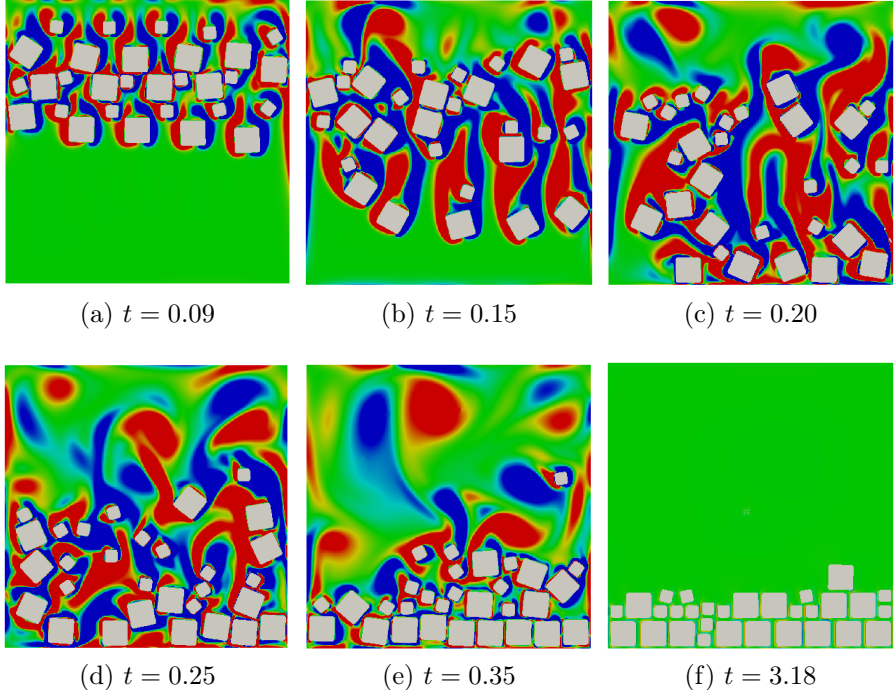 (a) t = 0.09
(b) t = 0.15
(c) t = 0.20
(d) t = 0.25
(e) t = 0.35
(f) t = 3.18